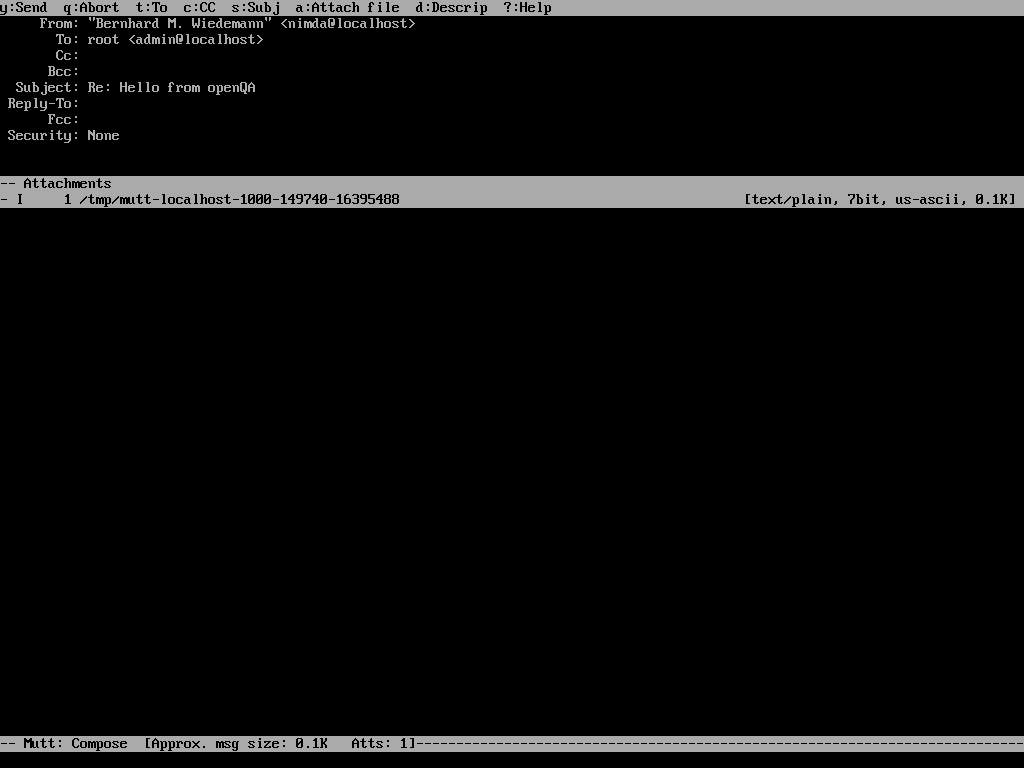 y:Send  q:Abort  t:To  c:CC  s:Subj  a:Attach file  d:Descrip  ?:Help
From: "Bernhard M. Wiedemann" <nimda@localhost>
To: root <admin@localhost>
Cc:
Bcc:
Subject: Re: Hello from openQA
Reply-To:
Fcc:
Security: None
-- Attachments
- I     1 /tmp/mutt-localhost-1000-149740-16395488                                           [text/plain, 7bit, us-ascii, 0.1K]
-- Mutt: Compose  [Approx. msg size: 0.1K   Atts: 1]----------------------------------------------------------------------------